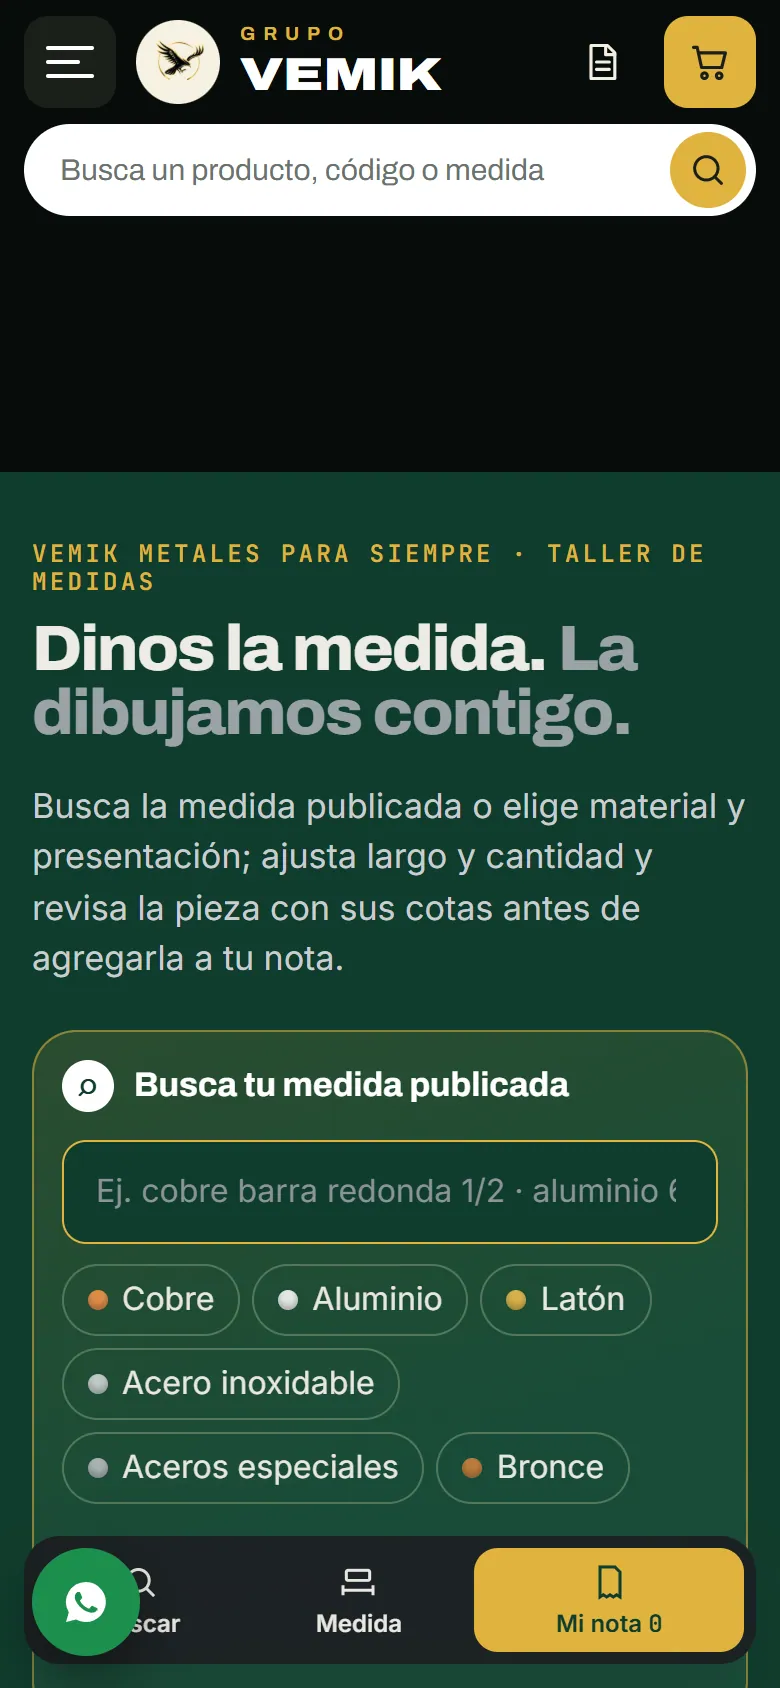 GRUPO
VEMIK
Busca un producto, código o medida
VEMIK METALES PARA SIEMPRE · TALLER DE
MEDIDAS
Dinos la medida. La
dibujamos contigo.
Busca la medida publicada o elige material y
presentación; ajusta largo y cantidad y
revisa la pieza con sus cotas antes de
agregarla a tu nota.
Busca tu medida publicada
Ej. cobre barra redonda 1/2 · aluminio
Cobre
Aluminio
Latón
Acero inoxidable
Aceros especiales
Bronce
scar
Medida
Mi nota 0